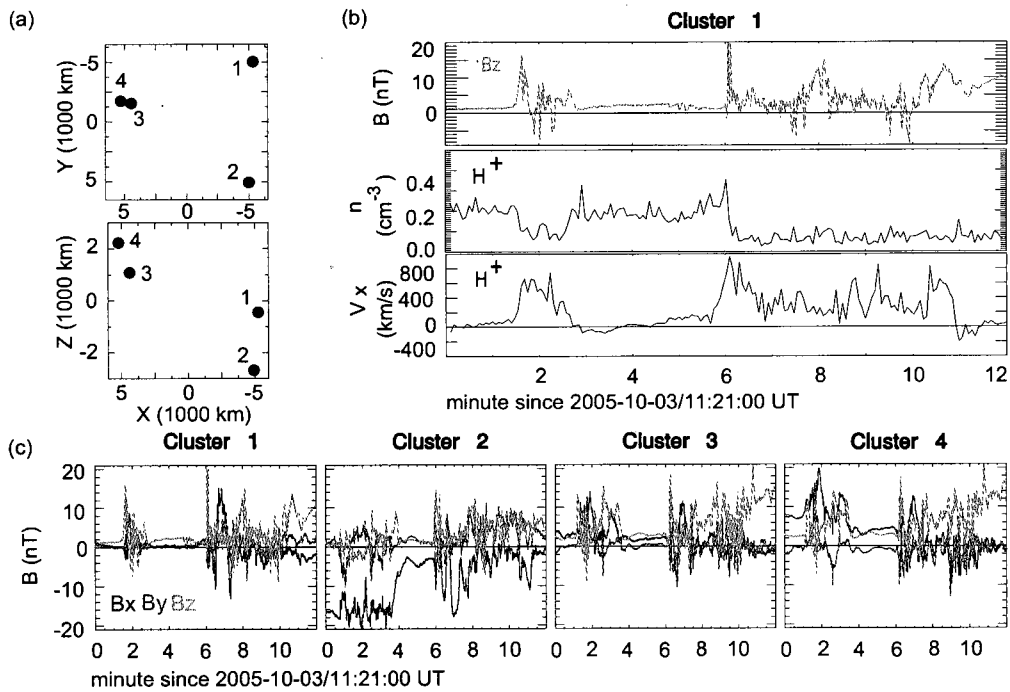 (a)
-5
0
5
Y (1000 km)
1
4
3
2
5 0 -5
2
0
-2
Z (1000 km)
4
3
1
2
5 0 -5
X (1000 km)
(b)
Cluster 1
20
10
0
B (nT)
Bz
0.4
0.2
0.0
n
(cm-3)
H+
800
400
0
-400
Vx
(km/s)
H+
2 4 6 8 10 12
minute since 2005-10-03/11:21:00 UT
(c)
Cluster 1 Cluster 2 Cluster 3 Cluster 4
20
10
0
-10
-20
B (nT)
Bx By Bz
0 2 4 6 8 10 0 2 4 6 8 10 0 2 4 6 8 10 0 2 4 6 8 10
minute since 2005-10-03/11:21:00 UT